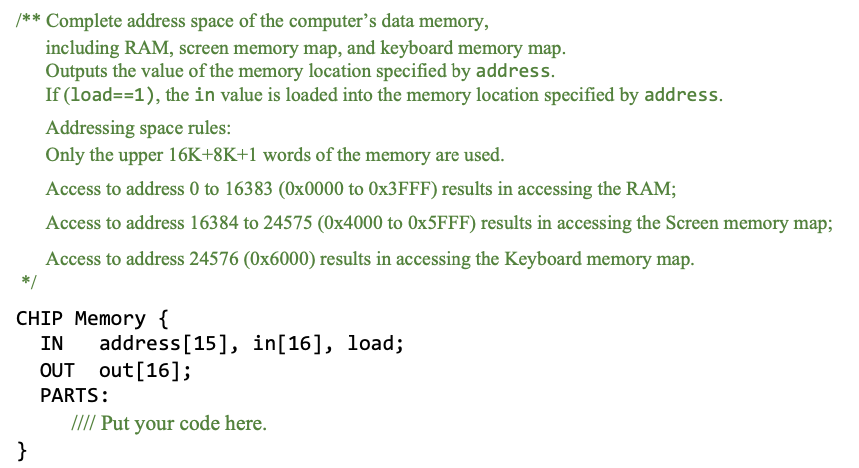 /** Complete address space of the computer’s data memory,
including RAM, screen memory map, and keyboard memory map.
Outputs the value of the memory location specified by address.
If (load==1), the in value is loaded into the memory location specified by address.
Addressing space rules:
Only the upper 16K+8K+1 words of the memory are used.
Access to address 0 to 16383 (0x0000 to 0x3FFF) results in accessing the RAM;
Access to address 16384 to 24575 (0x4000 to 0x5FFF) results in accessing the Screen memory map;
Access to address 24576 (0x6000) results in accessing the Keyboard memory map.
*/
CHIP Memory {
IN address[15], in[16], load;
OUT out[16];
PARTS:
//// Put your code here.
}